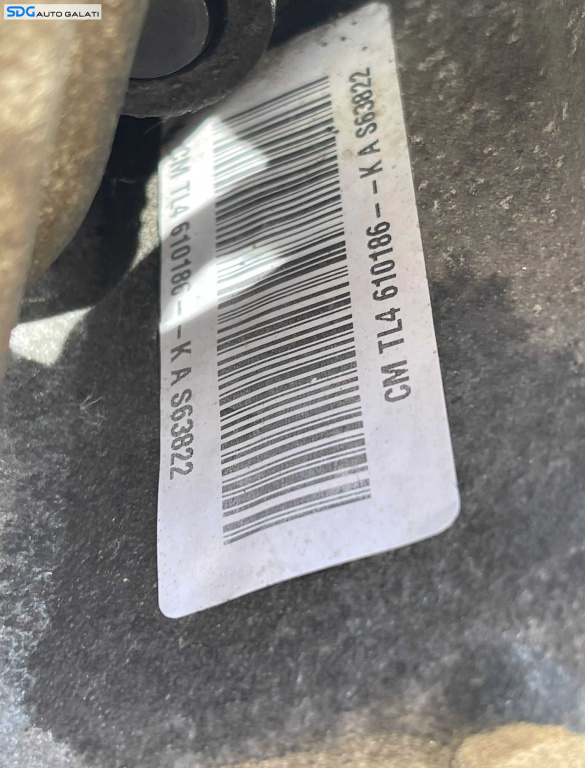 SDG AUTO GALATI
CM TL4 610186--K A S63822
CM TL4 610186--K A S63822